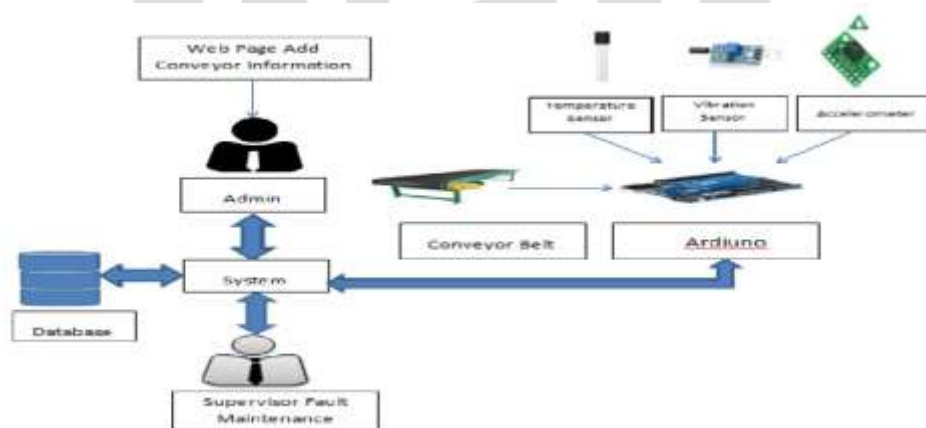 Web Page Add
Conveyor Information
Temperature
Sensor
Vibration
Sensor
Accelerometer
Admin
Conveyor Belt
Ardiuno
System
Database
Supervisor Fault
Maintenance